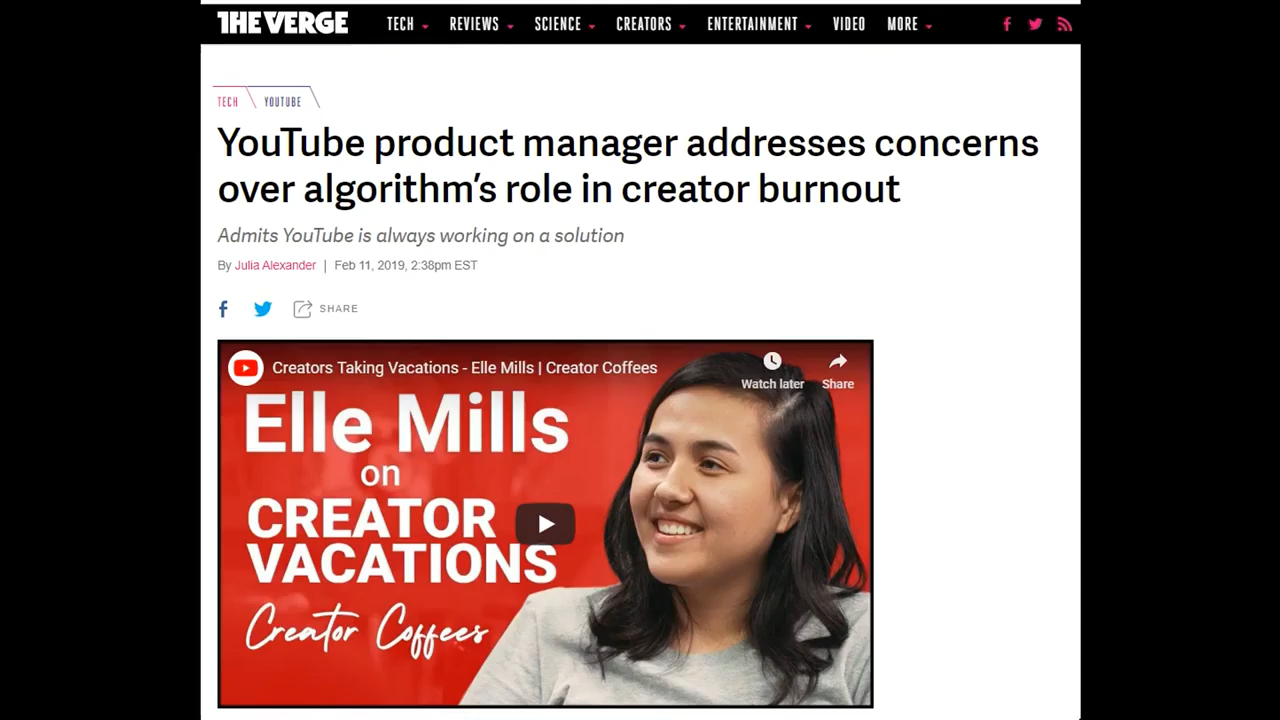 THE VERGE TECH REVIEWS SCIENCE CREATORS ENTERTAINMENT VIDEO MORE
TECH YOUTUBE
YouTube product manager addresses concerns
over algorithm's role in creator burnout
Admits YouTube is always working on a solution
By Julia Alexander | Feb 11, 2019, 2:38pm EST
SHARE
Creators Taking Vacations - Elle Mills | Creator Coffees
Watch later Share
Elle Mills
on
CREATOR
VACATIONS
Creator Coffees